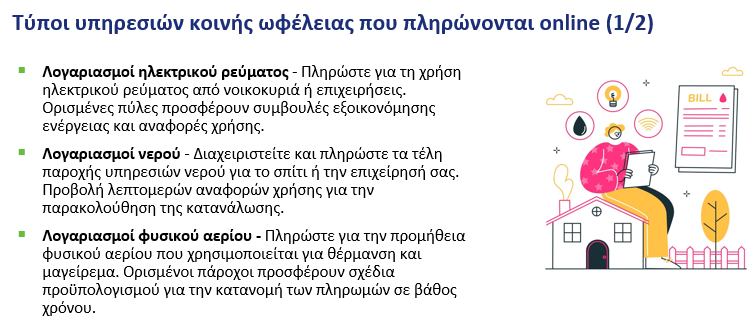 Τύποι υπηρεσιών κοινής ωφέλειας που πληρώνονται online (1/2)
Λογαριασμοί ηλεκτρικού ρεύματος - Πληρώστε για τη χρήση
ηλεκτρικού ρεύματος από νοικοκυριά ή επιχειρήσεις.
Ορισμένες πύλες προσφέρουν συμβουλές εξοικονόμησης
ενέργειας και αναφορές χρήσης.
Λογαριασμοί νερού - Διαχειριστείτε και πληρώστε τα τέλη
παροχής υπηρεσιών νερού για το σπίτι ή την επιχείρησή σας.
Προβολή λεπτομερών αναφορών χρήσης για την
παρακολούθηση της κατανάλωσης.
Λογαριασμοί φυσικού αερίου - Πληρώστε για την προμήθεια
φυσικού αερίου που χρησιμοποιείται για θέρμανση και
μαγείρεμα. Ορισμένοι πάροχοι προσφέρουν σχέδια
προϋπολογισμού για την κατανομή των πληρωμών σε βάθος
χρόνου.
BILL